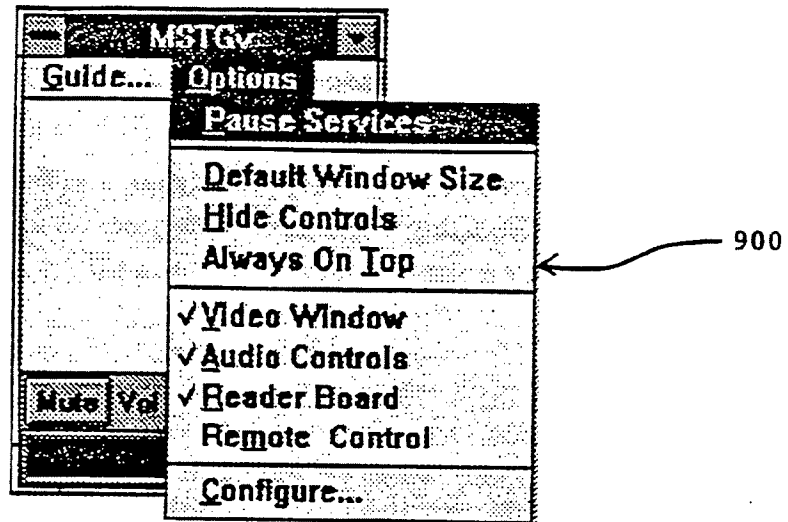 MSTGv
Guide... Options
Pause Services
Default Window Size
Hide Controls
Always On Top
900
√ Video Window
√ Audio Controls
√ Reader Board
Remote Control
Configure...
Mute Vol